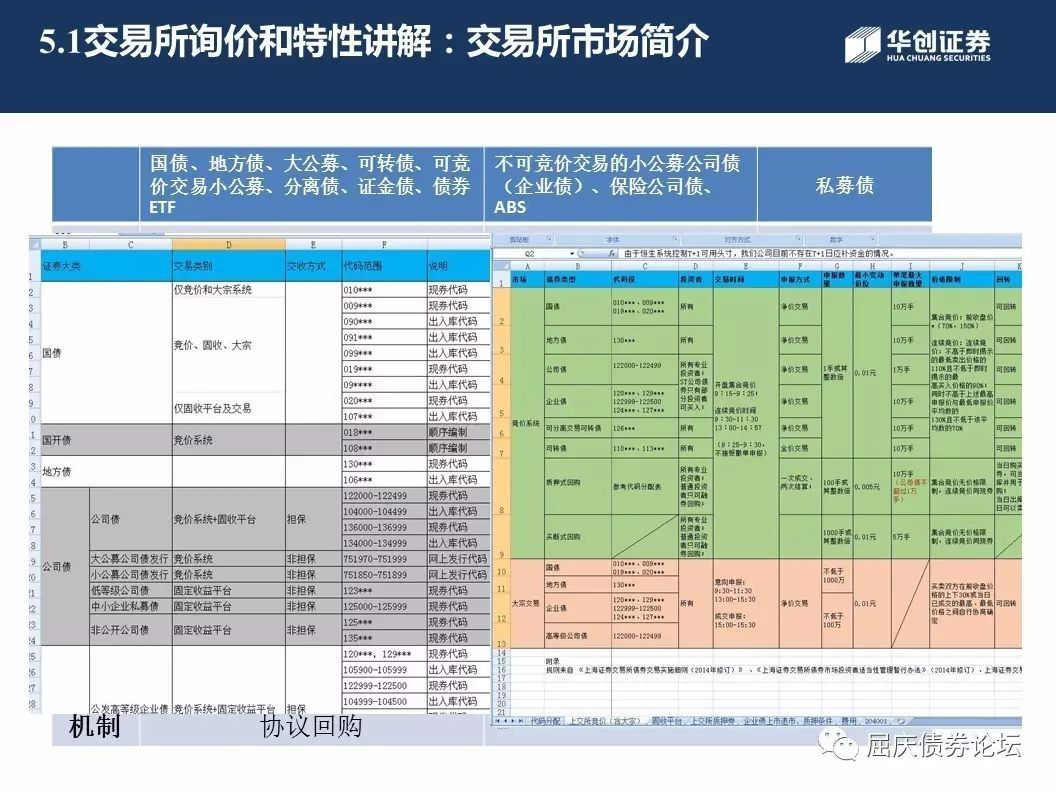 5.1交易所询价和特性讲解：交易所市场简介
华创证券
HUA CHUANG SECURITIES
国债、地方债、大公募、可转债、可竞
价交易小公募、分离债、证金债、债券
ETF
不可竞价交易的小公募公司债
（企业债）、保险公司债、
ABS
私募债
B C D E F
证券大类 交易类别 交收方式 代码范围 说明
仅竞价和大宗系统 010*** 现券代码
009*** 现券代码
090*** 出入库代码
竞价、固收、大宗 091*** 出入库代码
国债 099*** 出入库代码
019*** 现券代码
09**** 出入库代码
仅固收平台及交易 020*** 现券代码
107*** 出入库代码
国开债 竞价系统 018*** 顺序编制
108*** 顺序编制
地方债 130*** 现券代码
106*** 出入库代码
122000-122499 现券代码
公司债 竞价系统+固收平台 担保 104000-104499 出入库代码
136000-136999 现券代码
134000-134999 出入库代码
公司债 大公募公司债发行 竞价系统 非担保 751970-751999 网上发行代码
小公募公司债发行 竞价系统 非担保 751850-751899 网上发行代码
低等级公司债 固定收益平台 非担保 123*** 现券代码
中小企业私募债 固定收益平台 非担保 125000-125999 现券代码
非公开公司债 固定收益平台 非担保 125*** 现券代码
135*** 现券代码
120***，129*** 现券代码
105900-105999 出入库代码
122999-122500 现券代码
公发高等级企业债 竞价系统+固定收益平台 担保 104999-104500 出入库代码
剪贴板 字体 对齐方式 数字
Q2 由于恒生系统控制T+1可用头寸，我们公司目前不存在T+1日应补资金的情况。
市场 债券类型 代码段 投资者 交易时间 申报方式 申报数量 最小变动价位 单笔最大申报数量 价格限制 回转
竞价系统
国债 010***、009***
019***、020*** 所有 净价交易 10万手 可回转
地方债 130*** 所有 净价交易 10万手 可回转
公司债 122000-122499 净价交易 1万手 可回转
企业债 120***、129***
122999-122500
124***、127*** 净价交易 10万手 可回转
所有专业投资者；ST公司债券只有部分投资者可买入；
可分离交易可转债 126*** 所有 净价交易 10万手 可回转
可转债 110***、113*** 所有 全价交易 10万手 可回转
开盘集合竞价
9:15-9:25；
连续竞价时间
9:30-11:30
13:00-14:57
（9:25-9:30，
不接受撤单申报）
1手或其整数倍 0.01元
集合竞价：前收盘价*（70%，150%）
连续竞价：不高于即时揭示的最低卖出价格的110%且不低于即时揭示的最高买入价格的90%；同时不高于上述最高申报价与最低申报价平均数的130%且不低于该平均数的70%
质押式回购 参考代码分配表 所有专业投资者；普通投资者只可融券回购； 一次成交、两次结算； 100手或其整数倍 0.005元 10万手（公司债不超过1万手） 集合竞价无价格限制，连续竞价同现券
买断式回购 所有专业投资者；普通投资者只可融券回购； 1000手或其整数倍 0.01元 5万手 集合竞价无价格限制，连续竞价同现券
大宗交易
国债 010***、009***
019***、020***
地方债 130***
企业债 120***、129***
122999-122500
124***、127***
高等级公司债 122000-122499
所有
意向申报：
9:30-11:30
13:00-15:30
成交申报：
15:00-15:30
净价交易
不低于1000万
不低于100万
0.01元
买卖双方在前收盘价格的上下30%或当日已成交的最高、最低价格之间自行协商确定
可回转
附录
规则来自 《上海证券交易所债券交易实施细则（2014年修订）》 、《上海证券交易所债券市场投资者适当性管理暂行办法》（2014年修订）、上海证券交易
代码分配 上交所竞价（含大宗） 固收平台 上交所质押券 企业债上市退市、质押条件 费用 204001
机制 协议回购
屈庆债券论坛